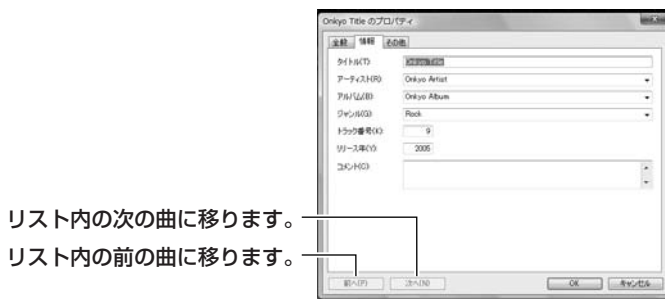 Onkyo Title のプロパティ
全般 情報 その他
タイトル(T) Onkyo Title
アーティスト(R) Onkyo Artist
アルバム(B) Onkyo Album
ジャンル(G) Rock
トラック番号(K) 9
リリース年(Y) 2005
コメント(C)
リスト内の次の曲に移ります。
リスト内の前の曲に移ります。
前へ(P) 次へ(N) OK キャンセル